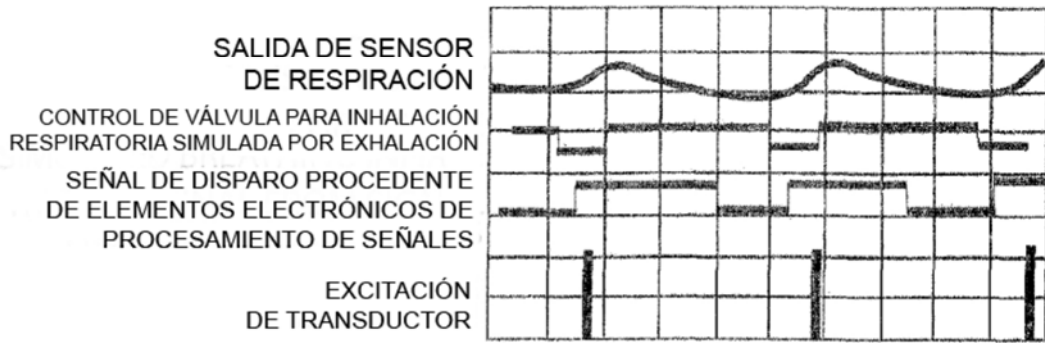 SALIDA DE SENSOR
DE RESPIRACIÓN
CONTROL DE VÁLVULA PARA INHALACIÓN
RESPIRATORIA SIMULADA POR EXHALACIÓN
SEÑAL DE DISPARO PROCEDENTE
DE ELEMENTOS ELECTRÓNICOS DE
PROCESAMIENTO DE SEÑALES
EXCITACIÓN
DE TRANSDUCTOR